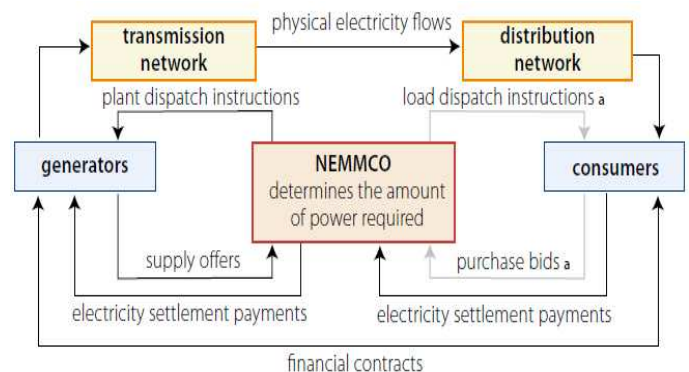 physical electricity flows
transmission
network
distribution
network
plant dispatch instructions
load dispatch instructions a
generators
NEMMCO
determines the amount
of power required
consumers
supply offers
purchase bids a
electricity settlement payments
electricity settlement payments
financial contracts